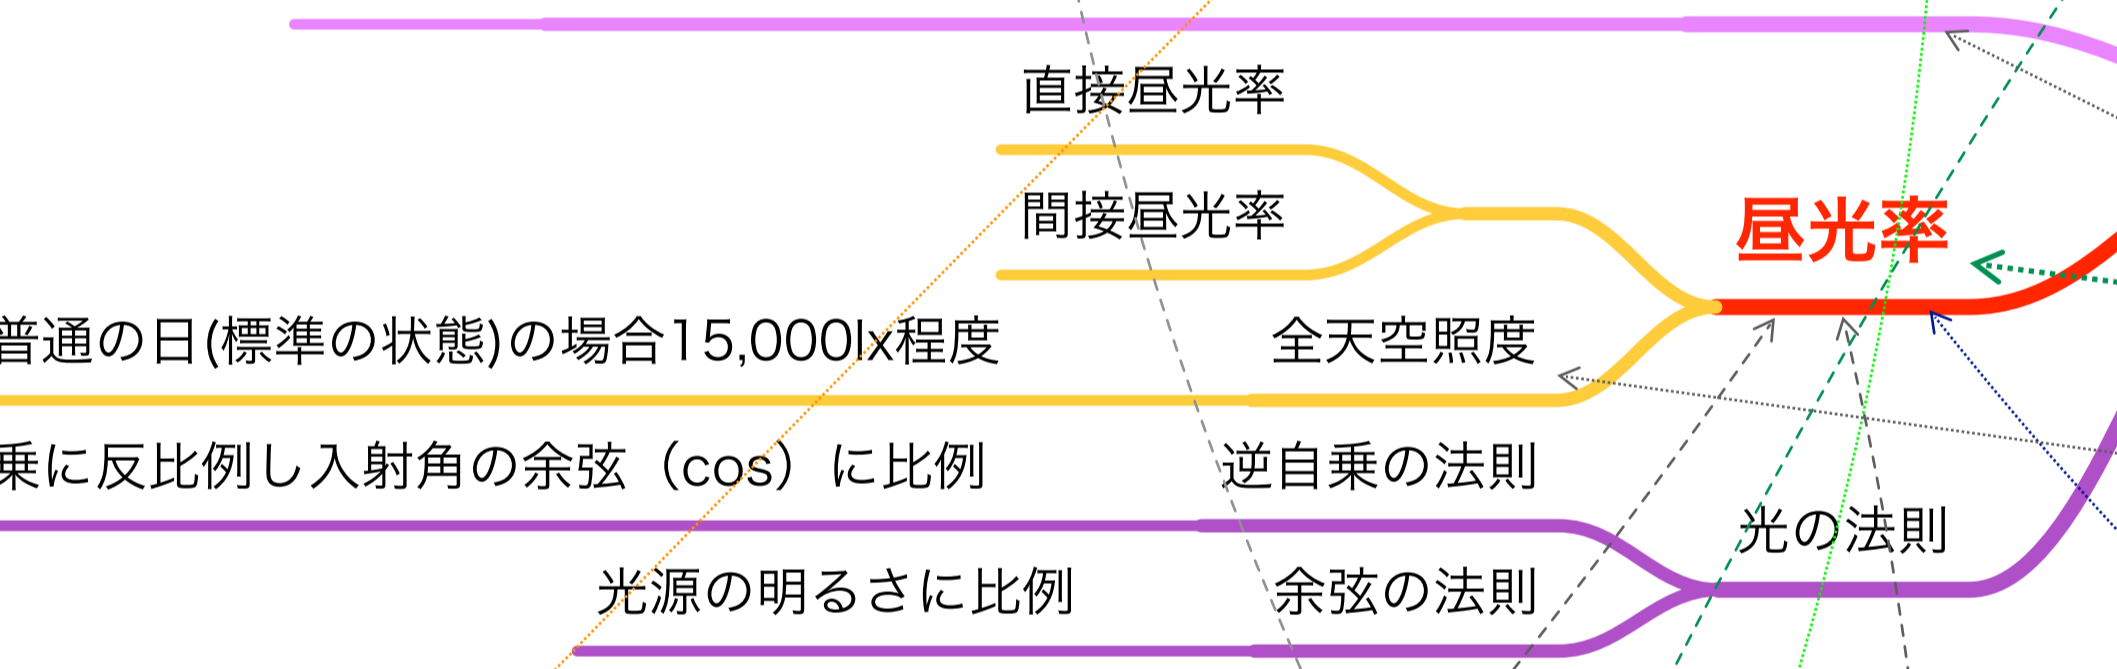 直接昼光率
間接昼光率
昼光率
普通の日(標準の状態)の場合15,000lx程度
全天空照度
乗に反比例し入射角の余弦（cos）に比例
逆自乗の法則
光の法則
光源の明るさに比例
余弦の法則